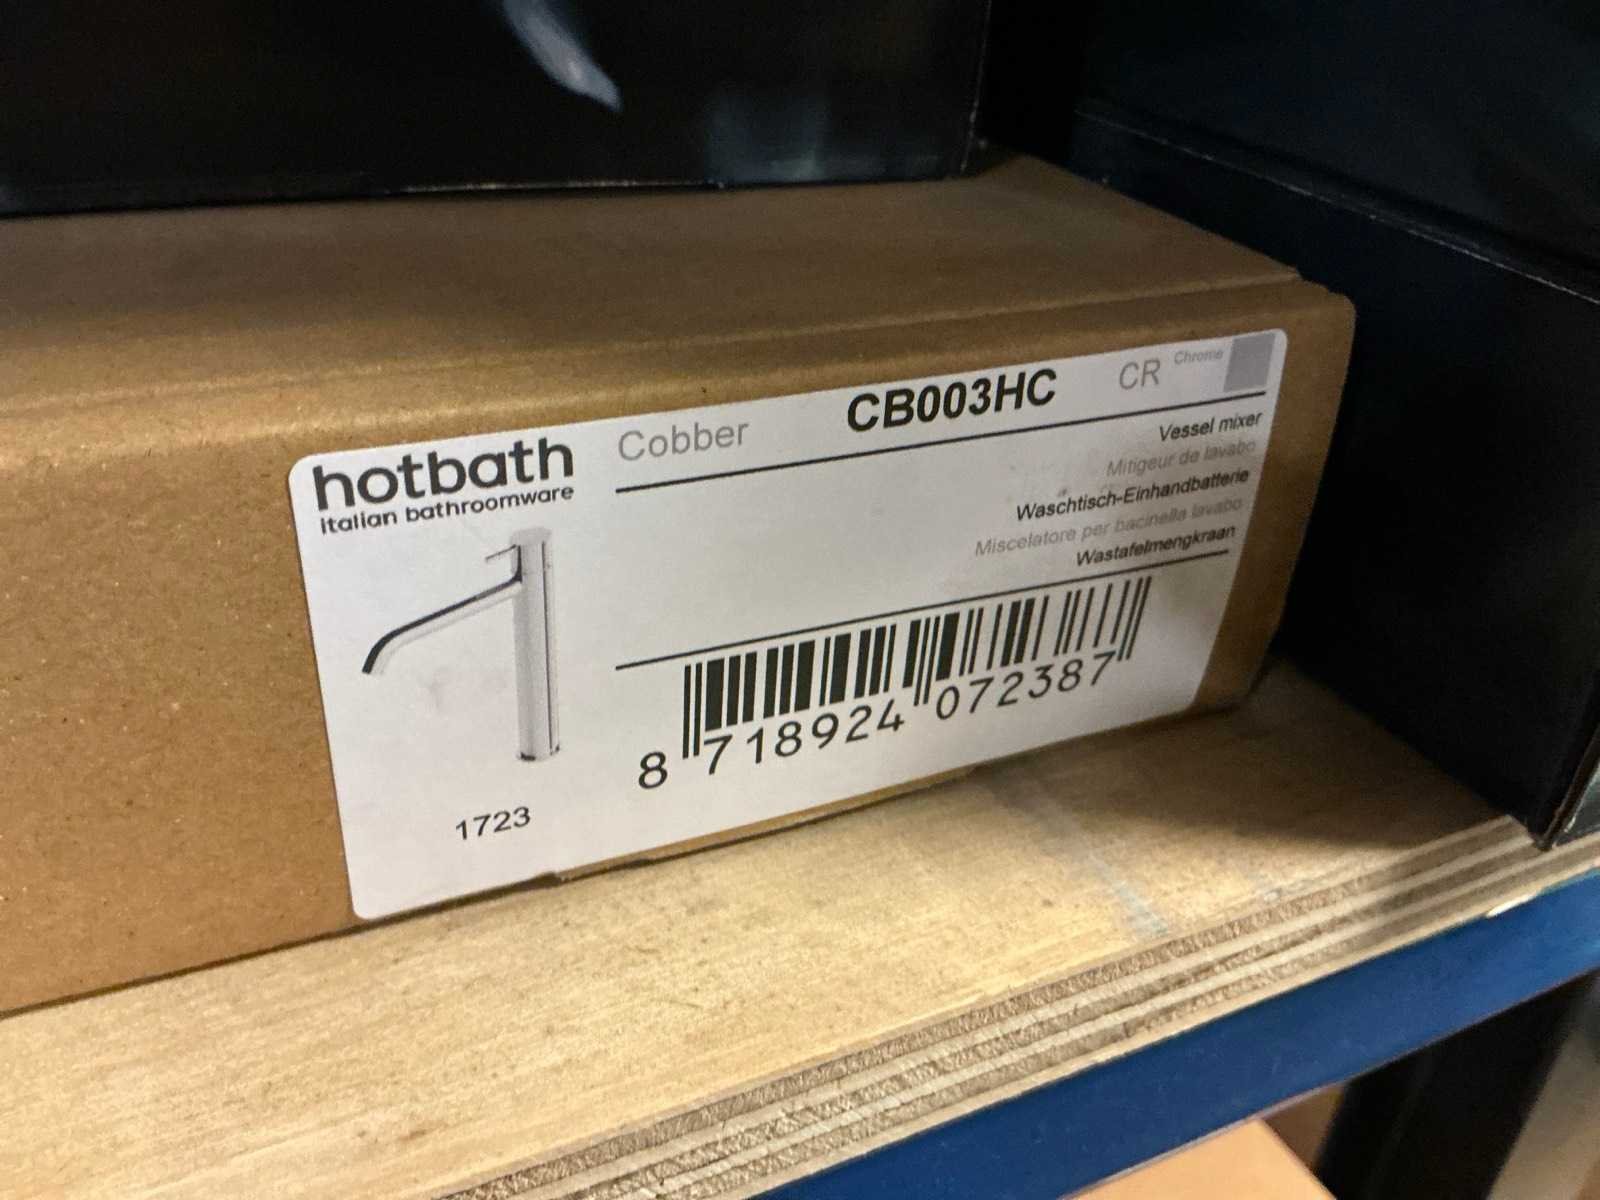 hotbath
italian bathroomware
Cobber
CB003HC
CR
Chrome
Vessel mixer
Mitigeur de lavabo
Waschtisch-Einhandbatterie
Miscelatore per bacinella lavabo
Wastafelmengkraan
8 718924 072387
1723